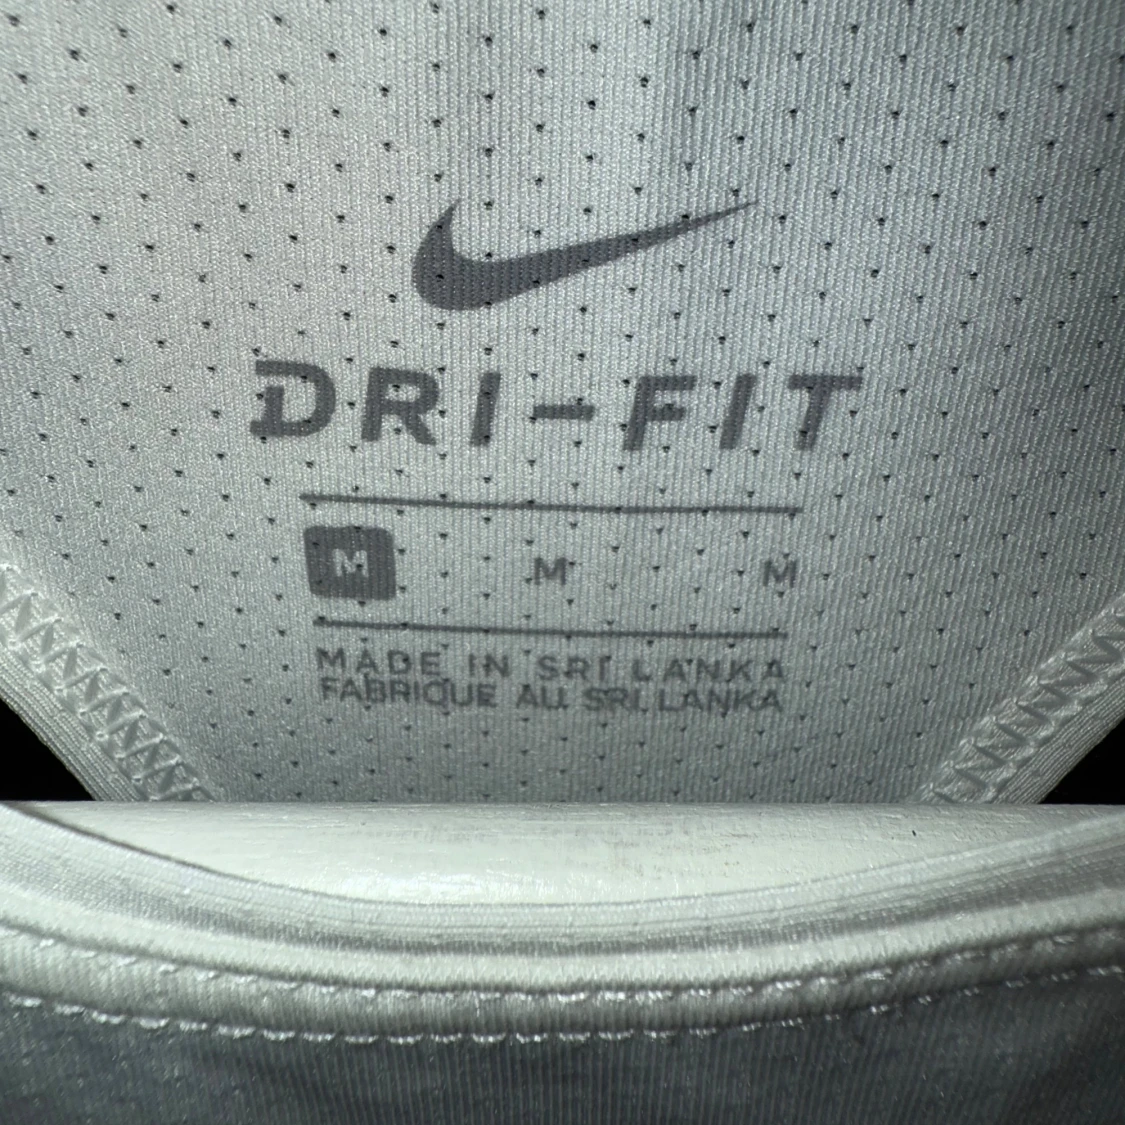 DRI-FIT
M M M
MADE IN SRI LANKA
FABRIQUE AU SRI LANKA